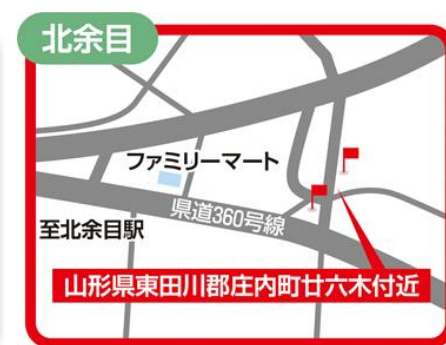 北余目
ファミリーマート
県道360号線
至北余目駅
山形県東田川郡庄内町廿六木付近